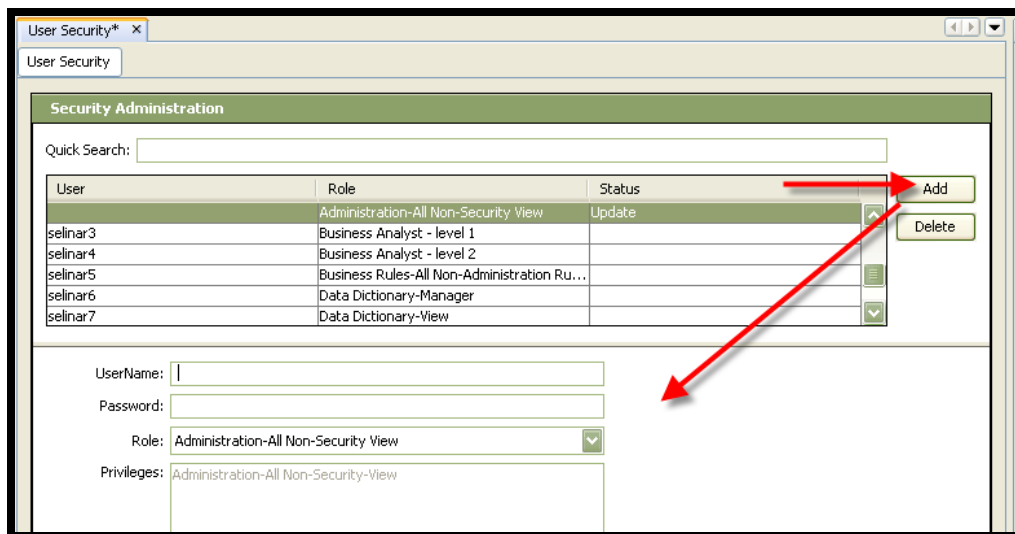 User Security* ×
User Security
Security Administration
Quick Search:
User Role Status
Administration-All Non-Security View Update
selinar3 Business Analyst - level 1
selinar4 Business Analyst - level 2
selinar5 Business Rules-All Non-Administration Ru...
selinar6 Data Dictionary-Manager
selinar7 Data Dictionary-View
Add
Delete
UserName:
Password:
Role: Administration-All Non-Security View
Privileges: Administration-All Non-Security-View